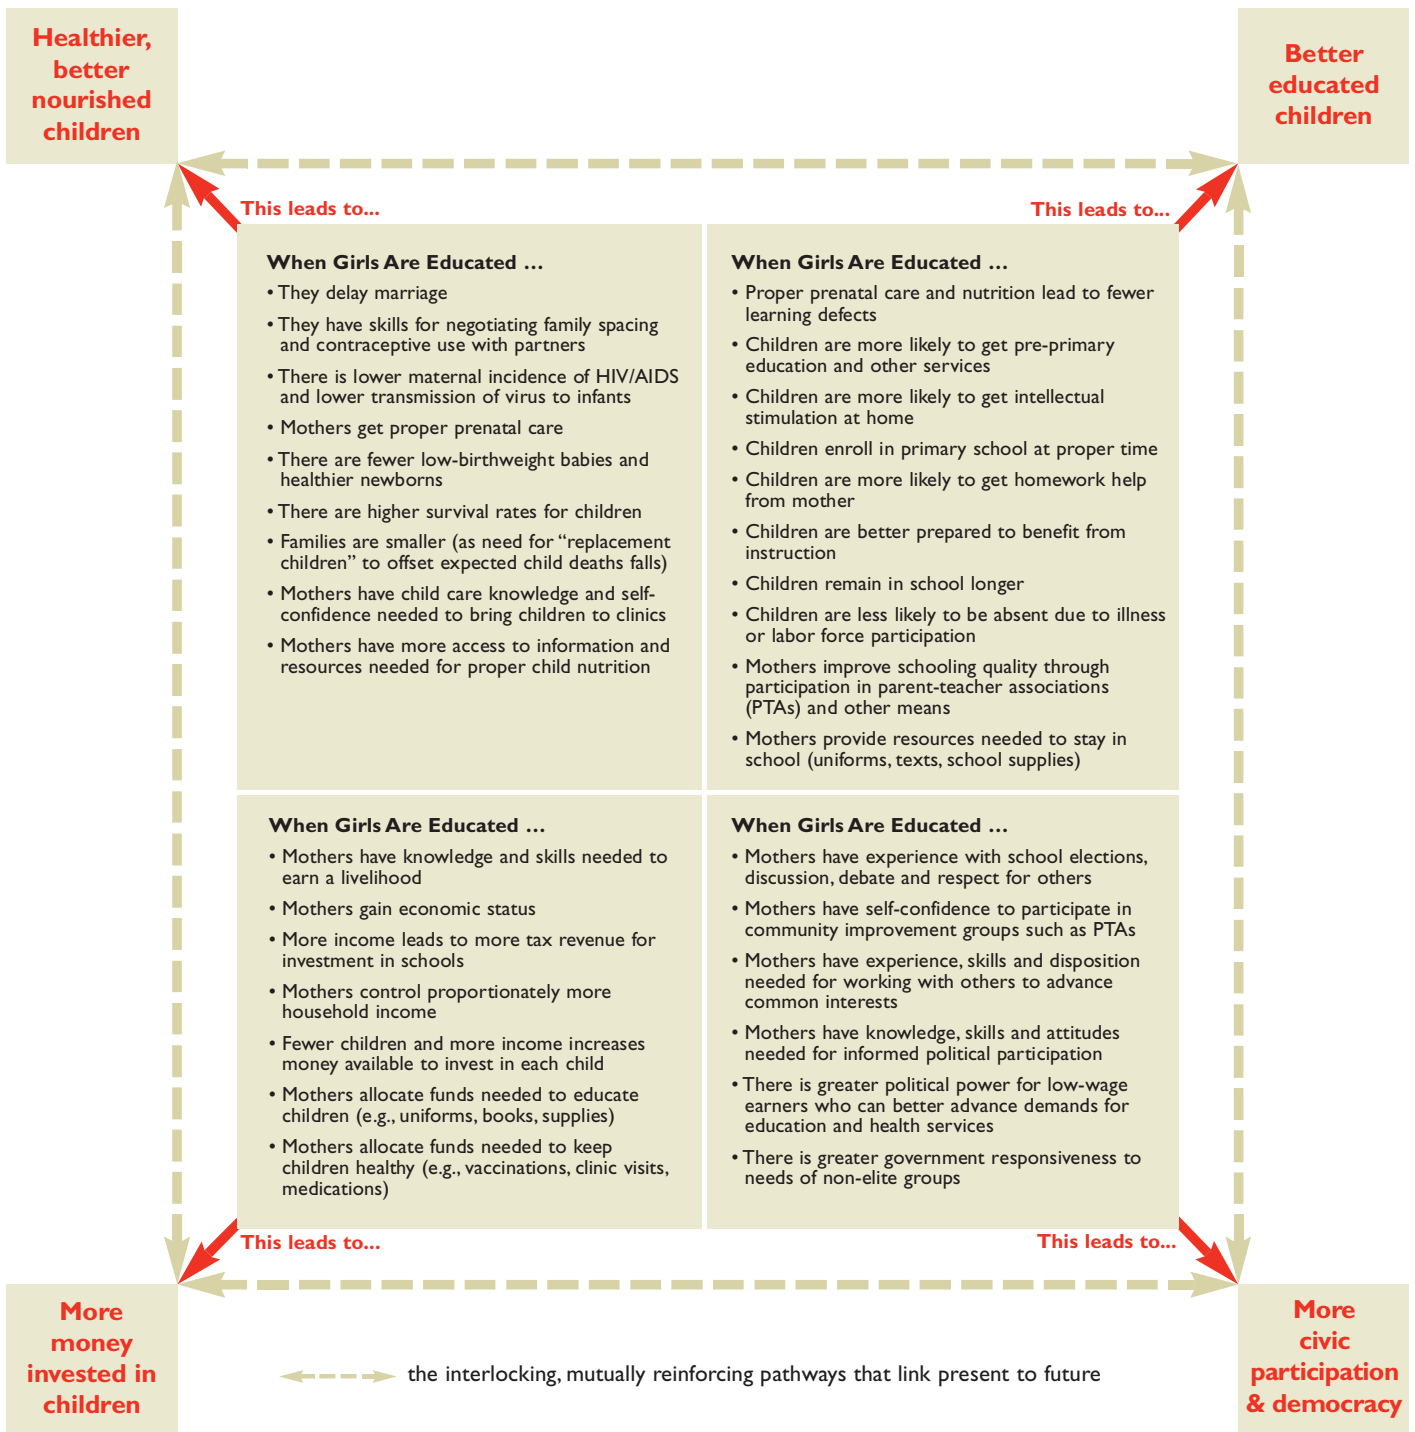 Healthier,
better
nourished
children
Better
educated
children
This leads to...
This leads to...
When Girls Are Educated …
• They delay marriage
• They have skills for negotiating family spacing
and contraceptive use with partners
• There is lower maternal incidence of HIV/AIDS
and lower transmission of virus to infants
• Mothers get proper prenatal care
• There are fewer low-birthweight babies and
healthier newborns
• There are higher survival rates for children
• Families are smaller (as need for “replacement
children” to offset expected child deaths falls)
• Mothers have child care knowledge and self-
confidence needed to bring children to clinics
• Mothers have more access to information and
resources needed for proper child nutrition
When Girls Are Educated …
• Proper prenatal care and nutrition lead to fewer
learning defects
• Children are more likely to get pre-primary
education and other services
• Children are more likely to get intellectual
stimulation at home
• Children enroll in primary school at proper time
• Children are more likely to get homework help
from mother
• Children are better prepared to benefit from
instruction
• Children remain in school longer
• Children are less likely to be absent due to illness
or labor force participation
• Mothers improve schooling quality through
participation in parent-teacher associations
(PTAs) and other means
• Mothers provide resources needed to stay in
school (uniforms, texts, school supplies)
When Girls Are Educated …
• Mothers have knowledge and skills needed to
earn a livelihood
• Mothers gain economic status
• More income leads to more tax revenue for
investment in schools
• Mothers control proportionately more
household income
• Fewer children and more income increases
money available to invest in each child
• Mothers allocate funds needed to educate
children (e.g., uniforms, books, supplies)
• Mothers allocate funds needed to keep
children healthy (e.g., vaccinations, clinic visits,
medications)
When Girls Are Educated …
• Mothers have experience with school elections,
discussion, debate and respect for others
• Mothers have self-confidence to participate in
community improvement groups such as PTAs
• Mothers have experience, skills and disposition
needed for working with others to advance
common interests
• Mothers have knowledge, skills and attitudes
needed for informed political participation
• There is greater political power for low-wage
earners who can better advance demands for
education and health services
• There is greater government responsiveness to
needs of non-elite groups
This leads to...
This leads to...
More
money
invested in
children
the interlocking, mutually reinforcing pathways that link present to future
More
civic
participation
& democracy